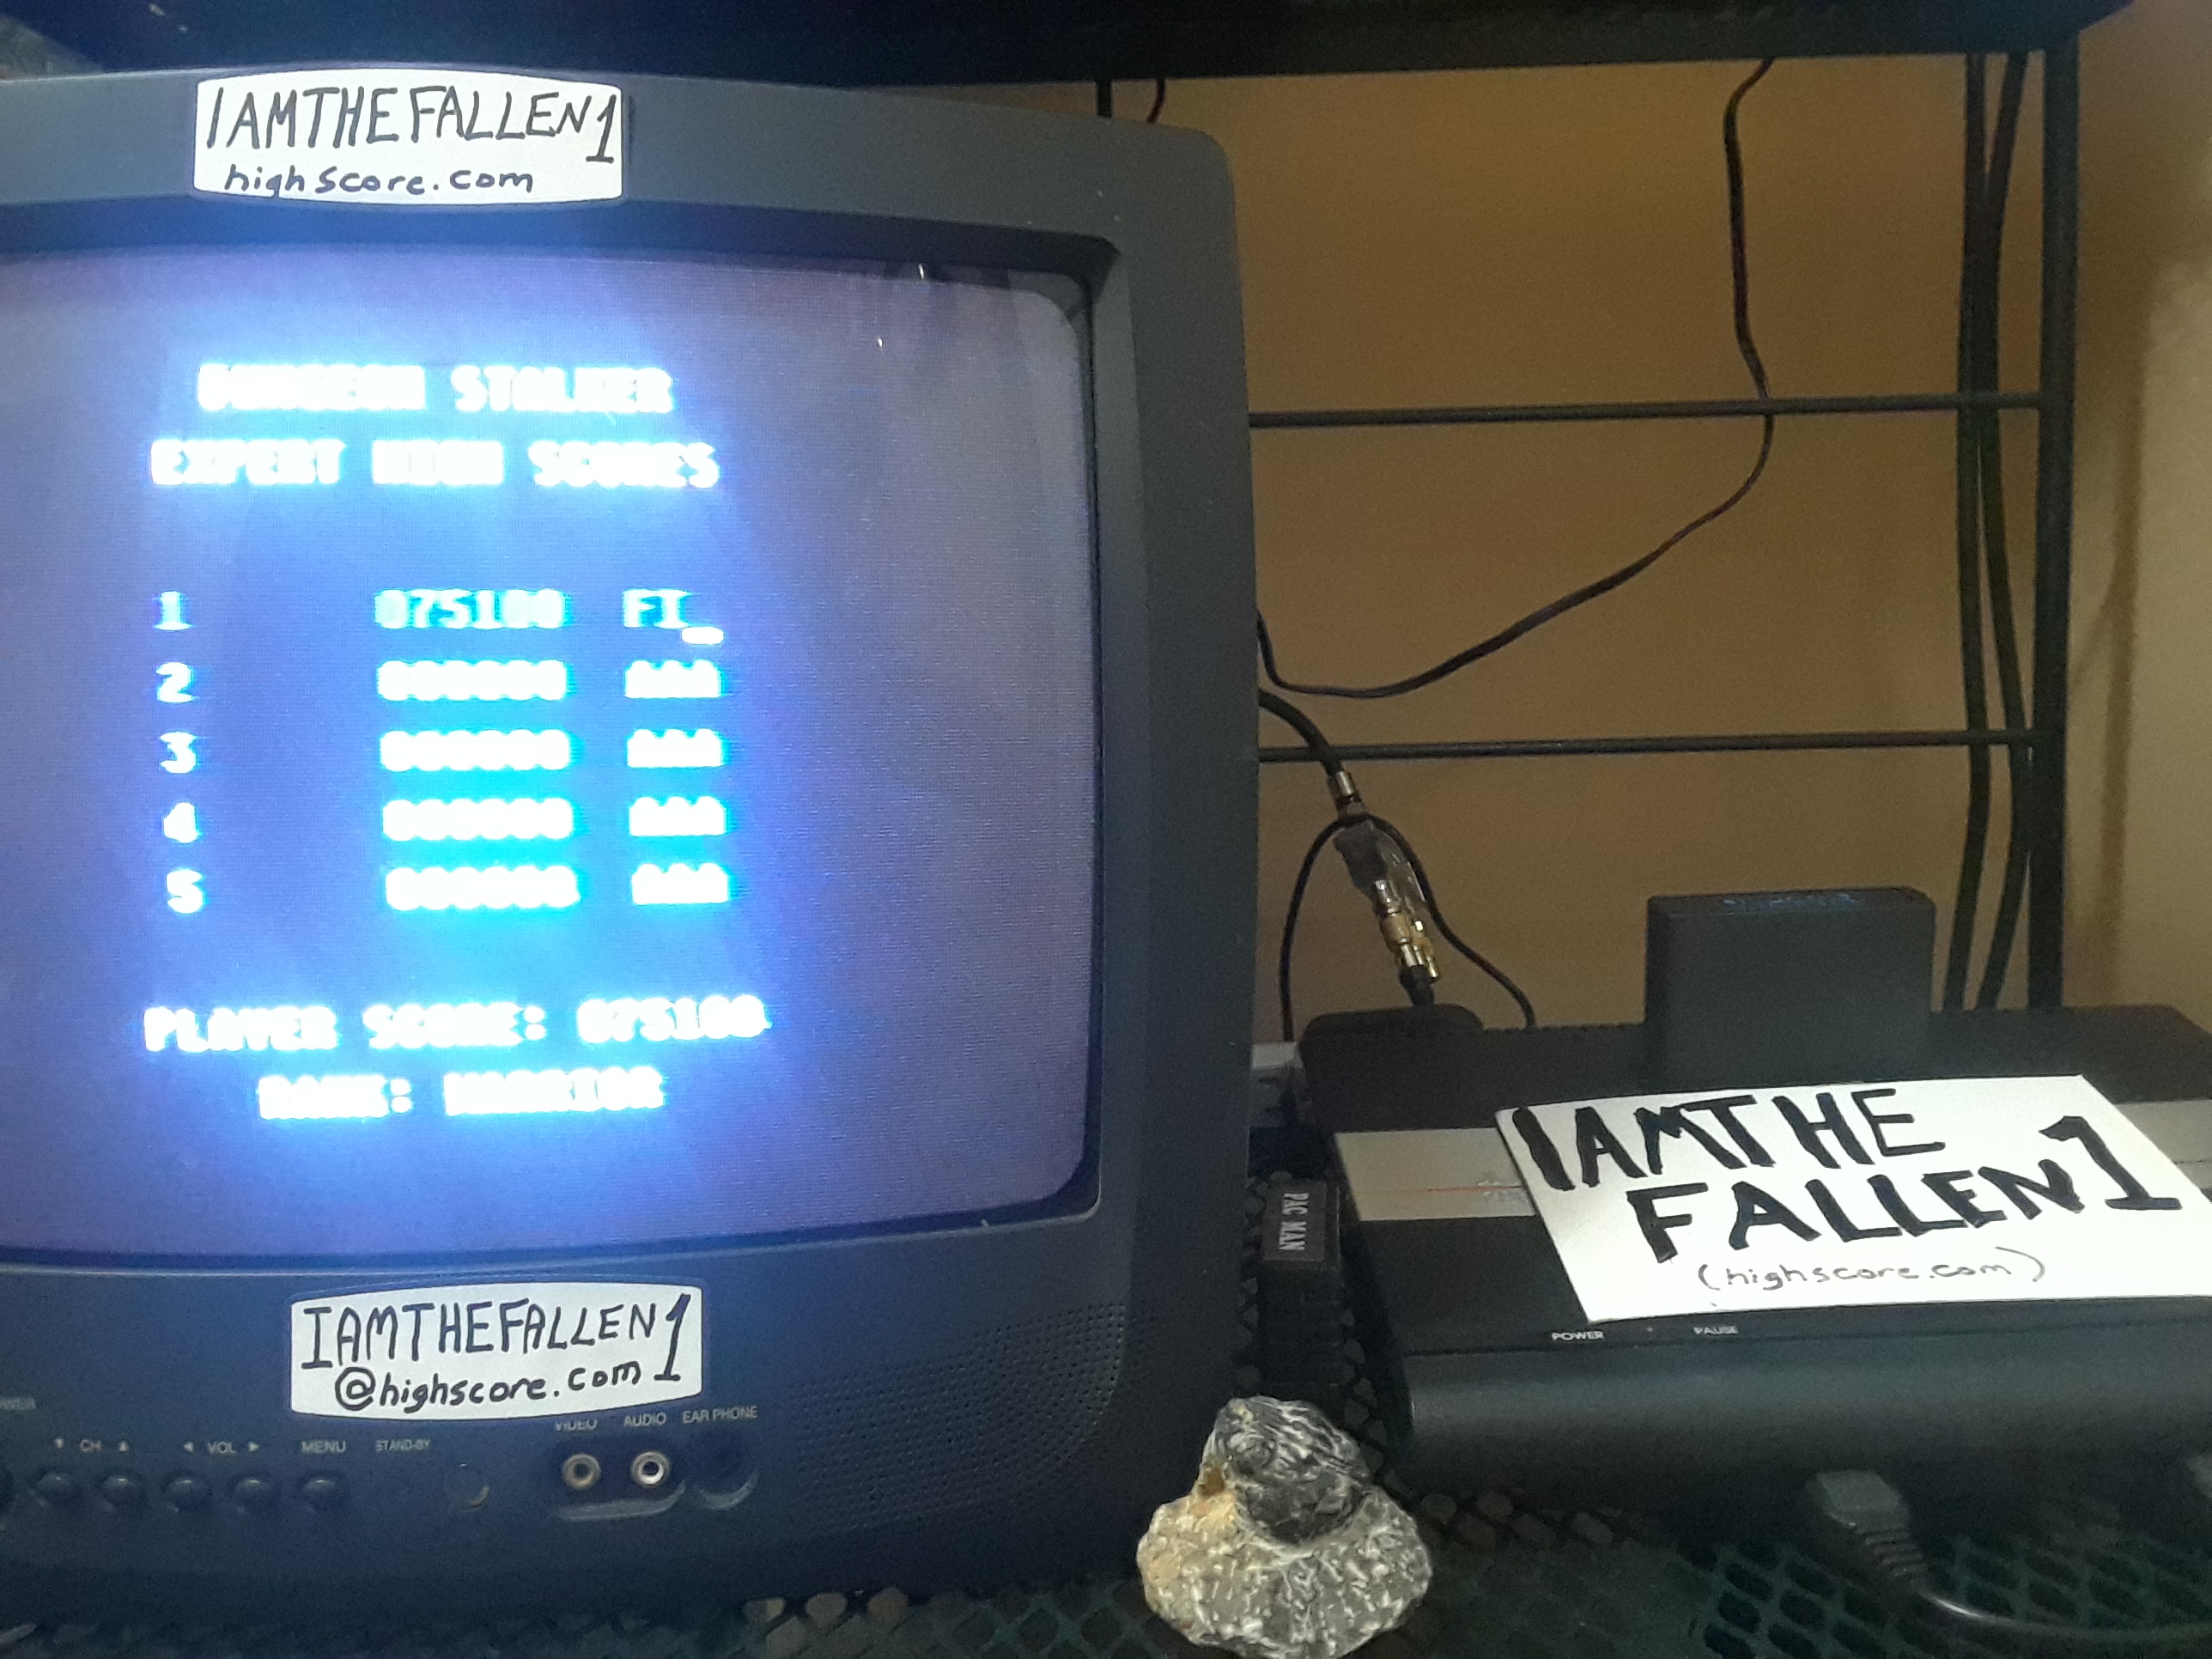 IAMTHEFALLEN1
highscore.com
DUNGEON STALKER
EXPERT HIGH SCORES
1 075100 FI_
2 000000 AAA
3 000000 AAA
4 000000 AAA
5 000000 AAA
PLAYER SCORE: 075100
RANK: WARRIOR
IAMTHEFALLEN1
@highscore.com
CH VOL MENU STAND-BY
VIDEO AUDIO EAR PHONE
PAC MAN
IAMTHE
FALLEN1
(highscore.com)
POWER PAUSE